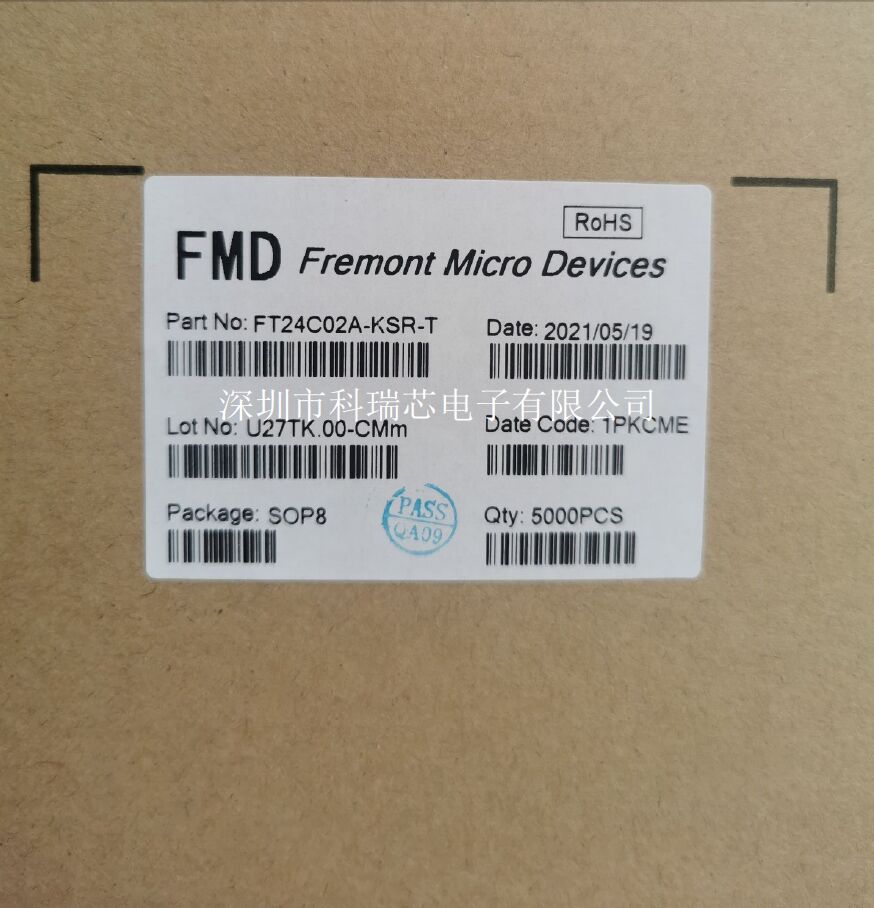 RoHS
FMD Fremont Micro Devices
Part No: FT24C02A-KSR-T
Date: 2021/05/19
深圳市科瑞芯电子有限公司
Lot No: U27TK.00-CMm
Date Code: 1PKCME
Package: SOP8
PASS
QA09
Qty: 5000PCS